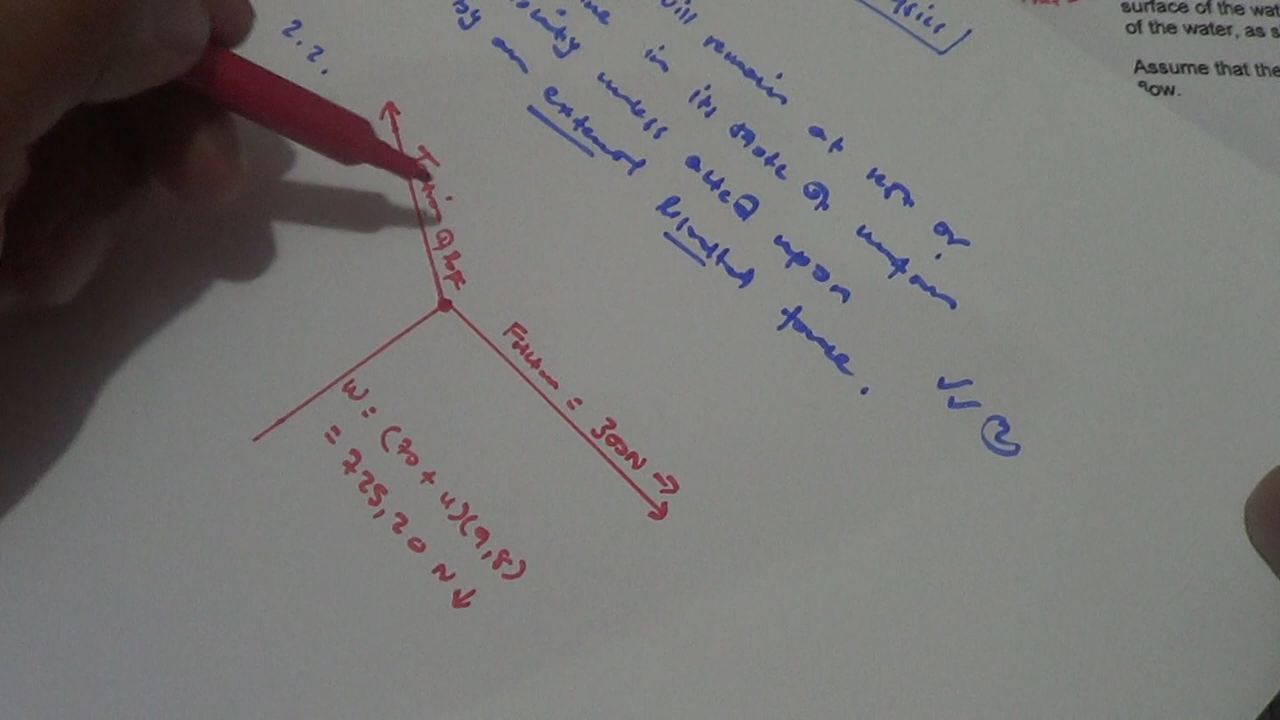 2.2.
will remain at rest or
in its state of uniform
velocity unless acted upon
by an external resultant force.
✓✓ ②
Tension @ 20°
Friction = 300N →
W = (70 + 4)(9,8)
= 725,20 N ↓
surface of the wat
of the water, as s
Assume that the
flow.